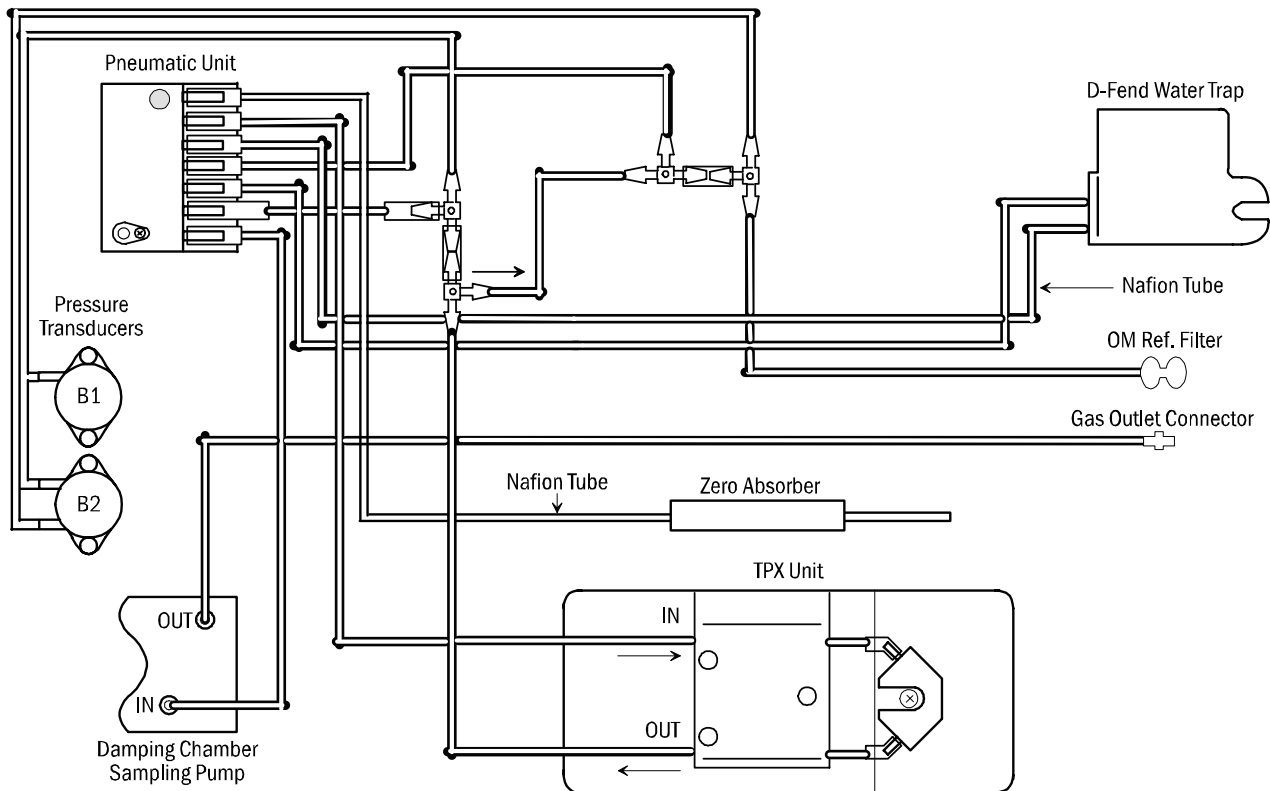 Pneumatic Unit
D-Fend Water Trap
Nafion Tube
Pressure
Transducers
OM Ref. Filter
B1
Gas Outlet Connector
Nafion Tube
Zero Absorber
B2
TPX Unit
OUT
IN
IN
OUT
Damping Chamber
Sampling Pump